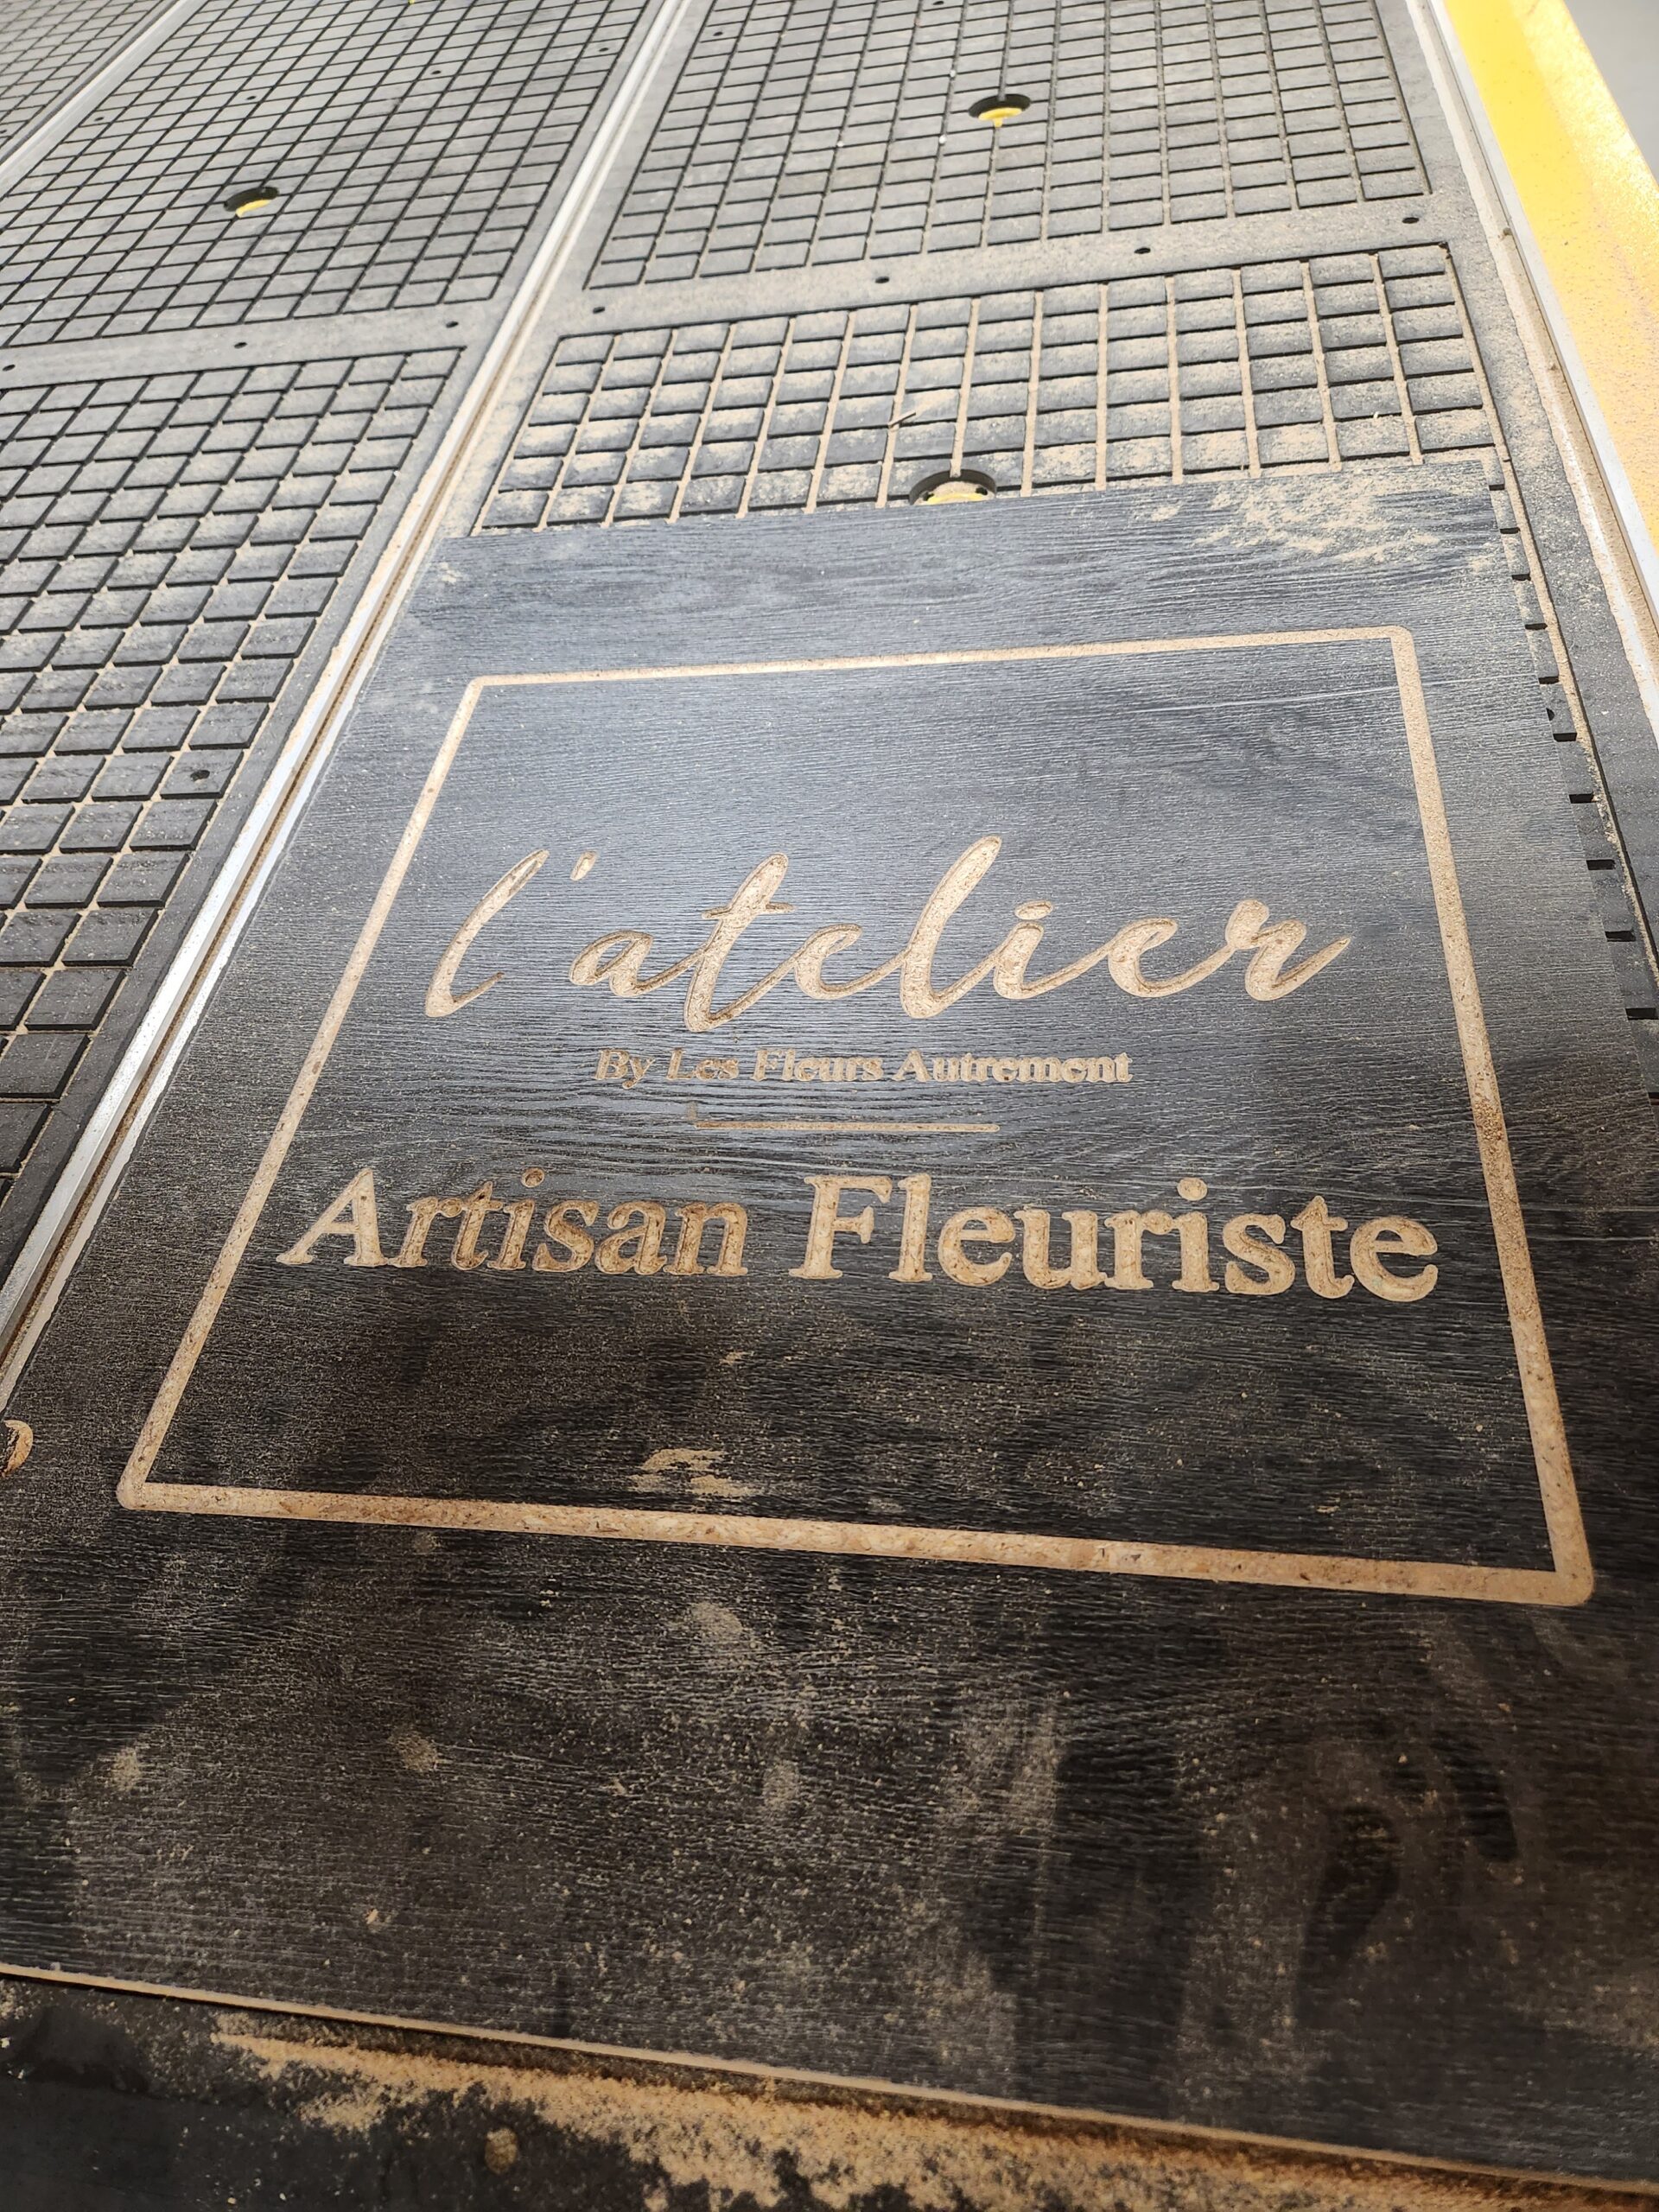 l'atelier
By Les Fleurs Autrement
Artisan Fleuriste